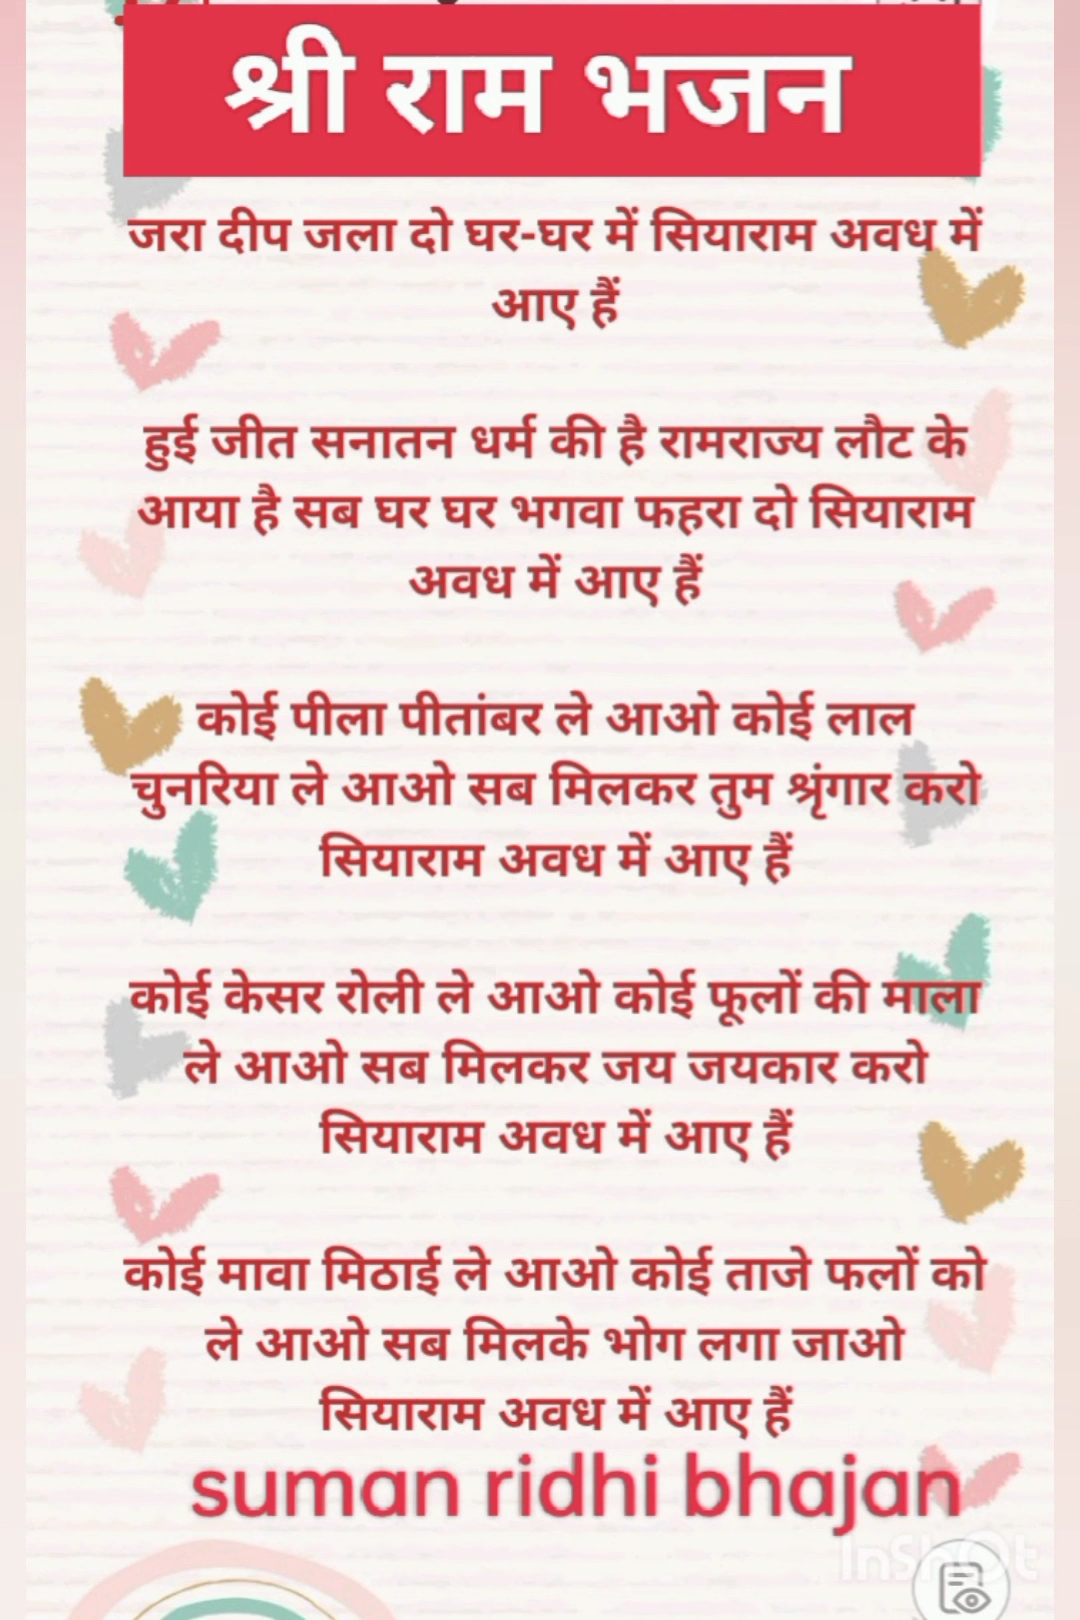 श्री राम भजन
जरा दीप जला दो घर-घर में सियाराम अवध में
आए हैं
हुई जीत सनातन धर्म की है रामराज्य लौट के
आया है सब घर घर भगवा फहरा दो सियाराम
अवध में आए हैं
कोई पीला पीतांबर ले आओ कोई लाल
चुनरिया ले आओ सब मिलकर तुम श्रृंगार करो
सियाराम अवध में आए हैं
कोई केसर रोली ले आओ कोई फूलों की माला
ले आओ सब मिलकर जय जयकार करो
सियाराम अवध में आए हैं
कोई मावा मिठाई ले आओ कोई ताजे फलों को
ले आओ सब मिलके भोग लगा जाओ
सियाराम अवध में आए हैं
suman ridhi bhajan
InShOt